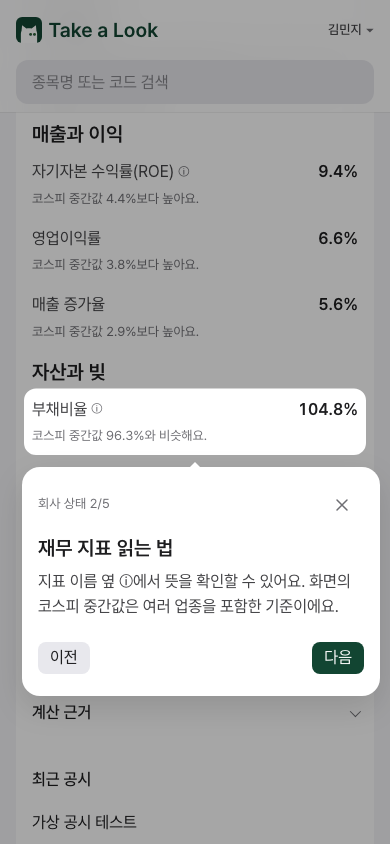 Take a Look
김민지
종목명 또는 코드 검색
매출과 이익
자기자본 수익률(ROE) ⓘ 9.4%
코스피 중간값 4.4%보다 높아요.
영업이익률 6.6%
코스피 중간값 3.8%보다 높아요.
매출 증가율 5.6%
코스피 중간값 2.9%보다 높아요.
자산과 빚
부채비율 ⓘ 104.8%
코스피 중간값 96.3%와 비슷해요.
회사 상태 2/5
재무 지표 읽는 법
지표 이름 옆 ⓘ에서 뜻을 확인할 수 있어요. 화면의
코스피 중간값은 여러 업종을 포함한 기준이에요.
이전 다음
계산 근거
최근 공시
가상 공시 테스트